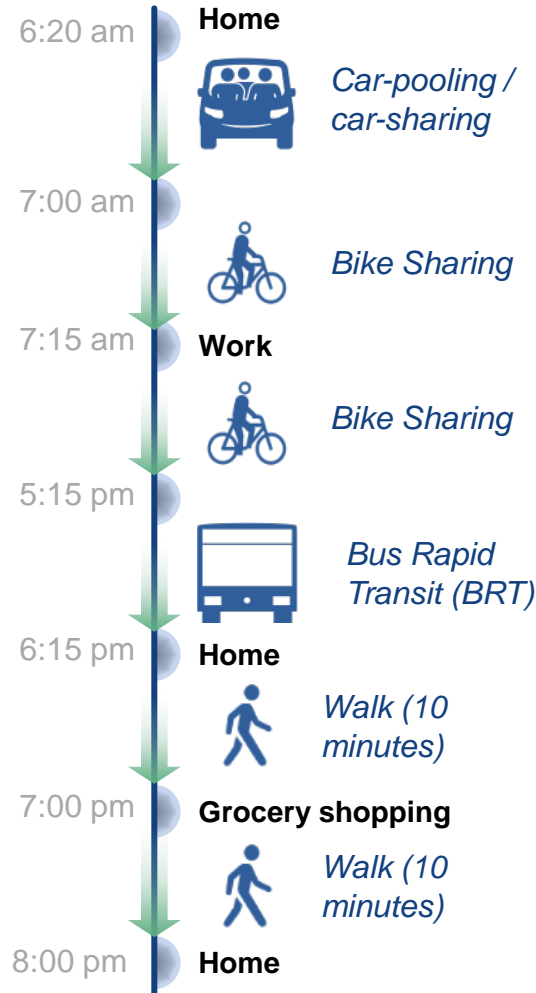 6:20 am
Home
Car-pooling /
car-sharing
7:00 am
Bike Sharing
7:15 am
Work
Bike Sharing
5:15 pm
Bus Rapid
Transit (BRT)
6:15 pm
Home
Walk (10
minutes)
7:00 pm
Grocery shopping
Walk (10
minutes)
8:00 pm
Home